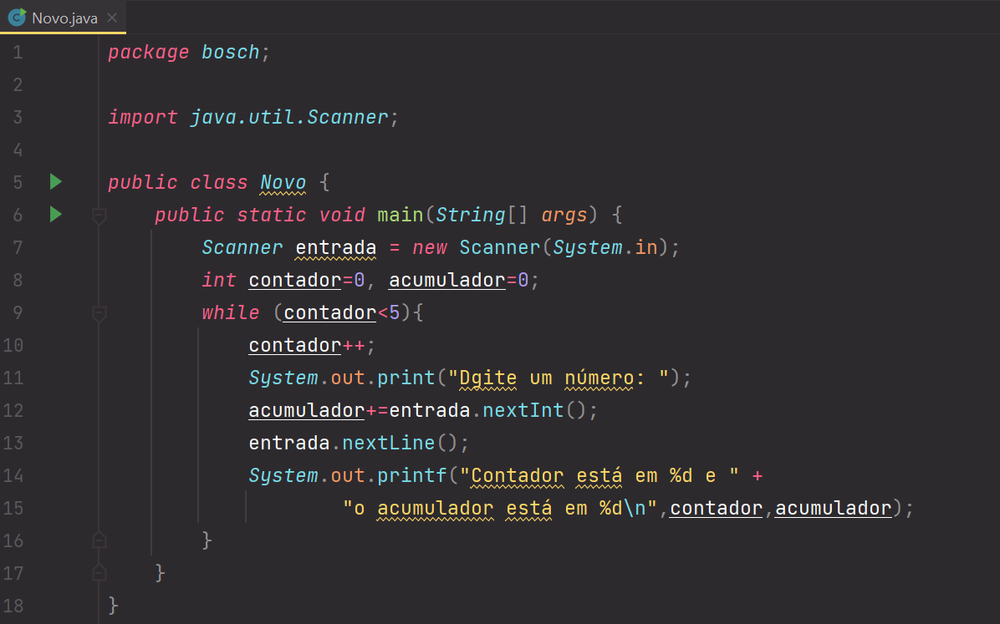 Novo.java
1 package bosch;
2
3 import java.util.Scanner;
4
5 public class Novo {
6 public static void main(String[] args) {
7 Scanner entrada = new Scanner(System.in);
8 int contador=0, acumulador=0;
9 while (contador<5){
10 contador++;
11 System.out.print("Dgite um número: ");
12 acumulador+=entrada.nextInt();
13 entrada.nextLine();
14 System.out.printf("Contador está em %d e " +
15 "o acumulador está em %d\n",contador,acumulador);
16 }
17 }
18 }